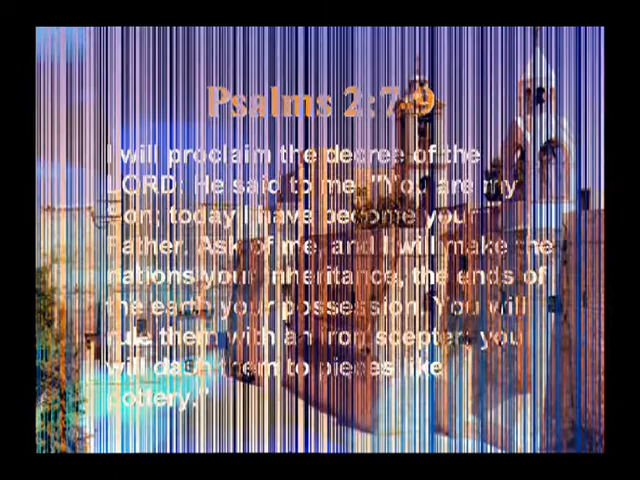 Psalms 2:7-9
I will proclaim the decree of the
LORD: He said to me, "You are my
Son; today I have become your
Father. Ask of me, and I will make the
nations your inheritance, the ends of
the earth your possession. You will
rule them with an iron scepter; you
will dash them to pieces like
pottery."